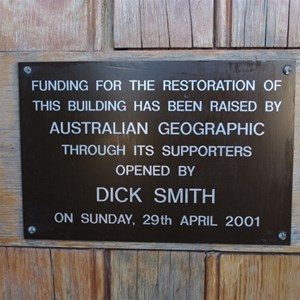 FUNDING FOR THE RESTORATION OF
THIS BUILDING HAS BEEN RAISED BY
AUSTRALIAN GEOGRAPHIC
THROUGH ITS SUPPORTERS
OPENED BY
DICK SMITH
ON SUNDAY, 29th APRIL 2001